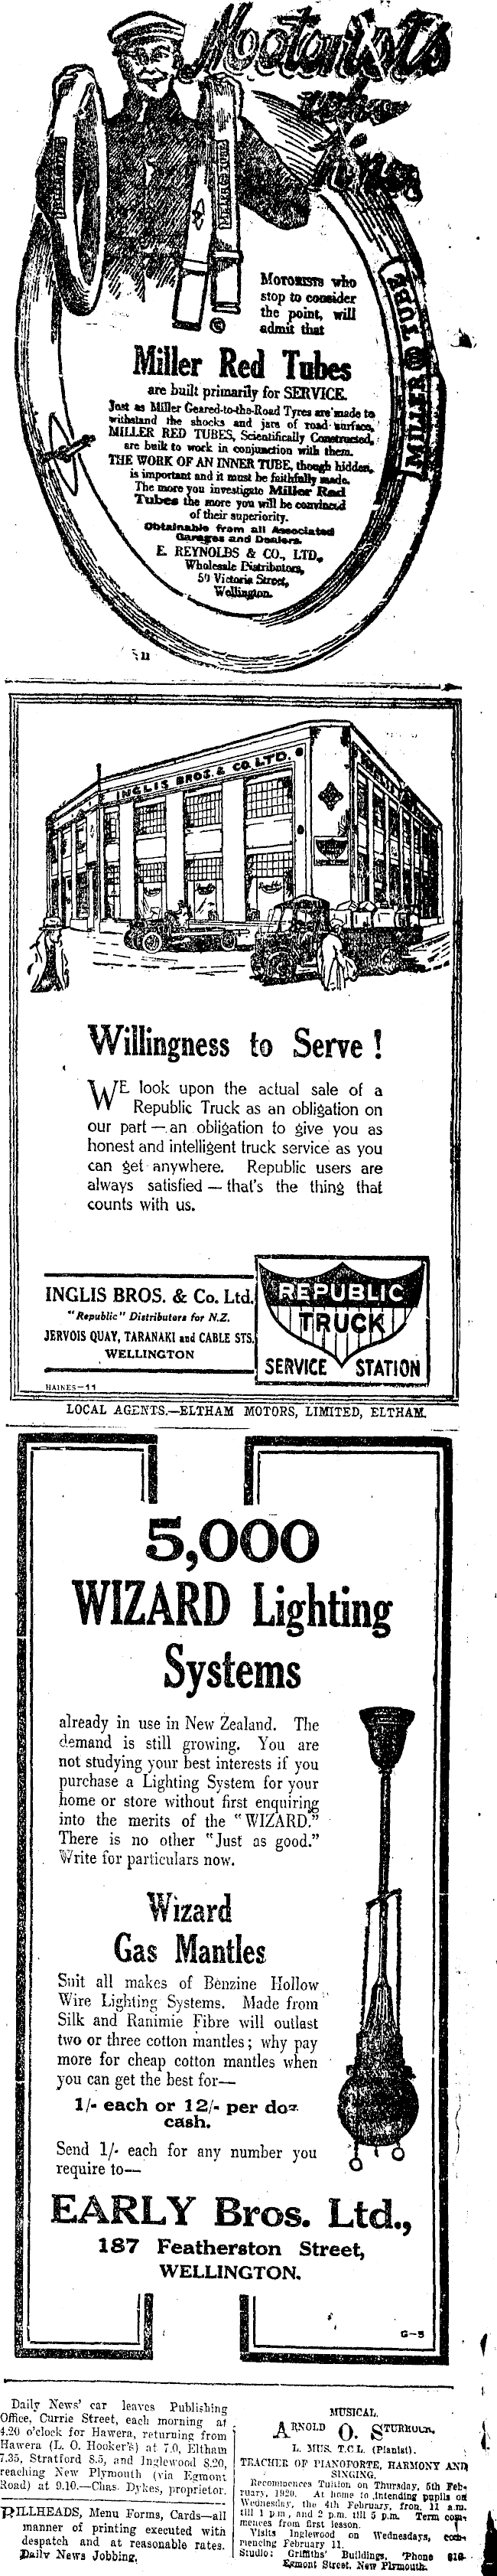 Motorists
MILLER TUBE
MOTORISTS who
stop to consider
the point, will
admit that
Miller Red Tubes
are built primarily for SERVICE.
Just as Miller Geared-to-the-Road Tyres are made to
withstand the shocks and jars of road surface,
MILLER RED TUBES, Scientifically Constructed,
are built to work in conjunction with them.
THE WORK OF AN INNER TUBE, though hidden,
is important and it must be faithfully made.
The more you investigate Miller Red
Tubes the more you will be convinced
of their superiority.
Obtainable from all Associated
Garages and Dealers.
E. REYNOLDS & CO., LTD.,
Wholesale Distributors,
59 Victoria Street,
Wellington.
11
INGLIS BROS. & CO. LTD.
Willingness to Serve !
WE look upon the actual sale of a
Republic Truck as an obligation on
our part — an obligation to give you as
honest and intelligent truck service as you
can get anywhere. Republic users are
always satisfied — that's the thing that
counts with us.
INGLIS BROS. & Co. Ltd.
"Republic" Distributors for N.Z.
JERVOIS QUAY, TARANAKI and CABLE STS.
WELLINGTON
REPUBLIC
TRUCK
SERVICE STATION
HAINES—11
LOCAL AGENTS.—ELTHAM MOTORS, LIMITED, ELTHAM.
5,000
WIZARD Lighting
Systems
already in use in New Zealand. The
demand is still growing. You are
not studying your best interests if you
purchase a Lighting System for your
home or store without first enquiring
into the merits of the "WIZARD."
There is no other "Just as good."
Write for particulars now.
Wizard
Gas Mantles
Suit all makes of Benzine Hollow
Wire Lighting Systems. Made from
Silk and Ranimie Fibre will outlast
two or three cotton mantles; why pay
more for cheap cotton mantles when
you can get the best for—
1/- each or 12/- per doz.
cash.
Send 1/- each for any number you
require to—
EARLY Bros. Ltd.,
187 Featherston Street,
WELLINGTON.
G—5
Daily News' car leaves Publishing
Office, Currie Street, each morning at
4.20 o'clock for Hawera, returning from
Hawera (L. O. Hooker's) at 7.0, Eltham
7.35, Stratford 8.5, and Inglewood 8.20,
reaching New Plymouth (via Egmont
Road) at 9.10.—Chas. Dykes, proprietor.
BILLHEADS, Menu Forms, Cards—all
manner of printing executed with
despatch and at reasonable rates.
Daily News Jobbing.
MUSICAL.
ARNOLD O. STURHOLM,
L. MUS. T.C.L. (Pianist).
TEACHER OF PIANOFORTE, HARMONY AND
SINGING.
Recommences Tuition on Thursday, 5th Feb-
ruary, 1920. At home to intending pupils on
Wednesday, the 4th February, from 11 a.m.
till 1 p.m., and 2 p.m. till 5 p.m. Term com-
mences from first lesson.
Visits Inglewood on Wednesdays, com-
mencing February 11.
Studio: Griffiths' Buildings, 'Phone
Egmont Street, New Plymouth.